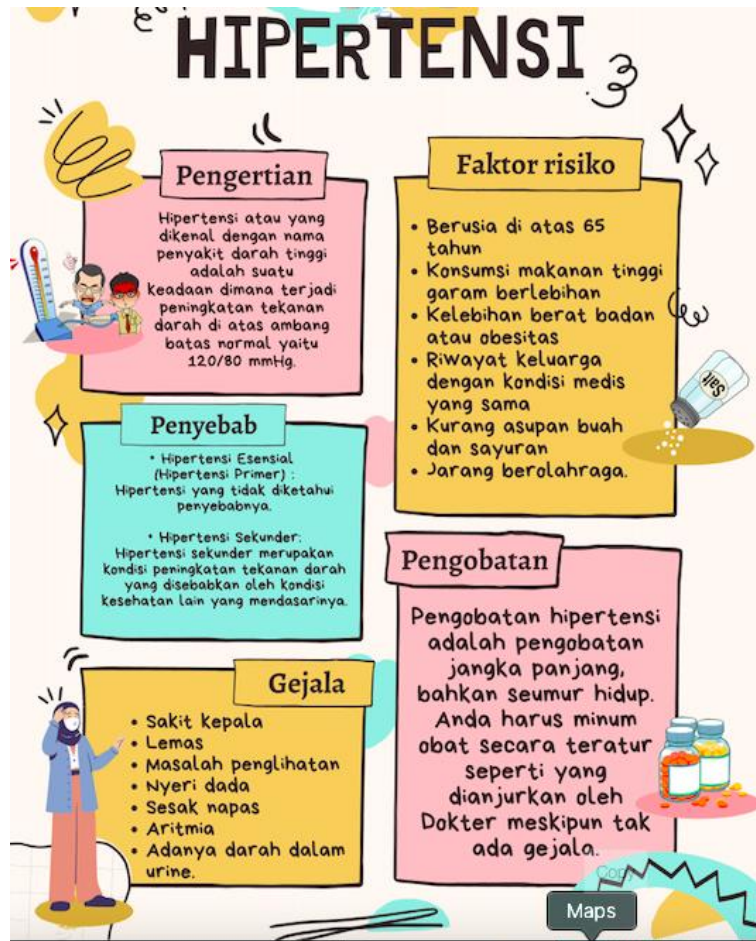 HIPERTENSI
Pengertian
Hipertensi atau yang
dikenal dengan nama
penyakit darah tinggi
adalah suatu
keadaan dimana terjadi
peningkatan tekanan
darah di atas ambang
batas normal yaitu
120/80 mmHg.
Penyebab
• Hipertensi Esensial
(Hipertensi Primer) :
Hipertensi yang tidak diketahui
penyebabnya.
• Hipertensi Sekunder:
Hipertensi sekunder merupakan
kondisi peningkatan tekanan darah
yang disebabkan oleh kondisi
kesehatan lain yang mendasarinya.
Gejala
• Sakit kepala
• Lemas
• Masalah penglihatan
• Nyeri dada
• Sesak napas
• Aritmia
• Adanya darah dalam
urine.
Faktor risiko
• Berusia di atas 65
tahun
• Konsumsi makanan tinggi
garam berlebihan
• Kelebihan berat badan
atau obesitas
• Riwayat keluarga
dengan kondisi medis
yang sama
• Kurang asupan buah
dan sayuran
• Jarang berolahraga.
Salt
Pengobatan
Pengobatan hipertensi
adalah pengobatan
jangka panjang,
bahkan seumur hidup.
Anda harus minum
obat secara teratur
seperti yang
dianjurkan oleh
Dokter meskipun tak
ada gejala.
Copy
Maps